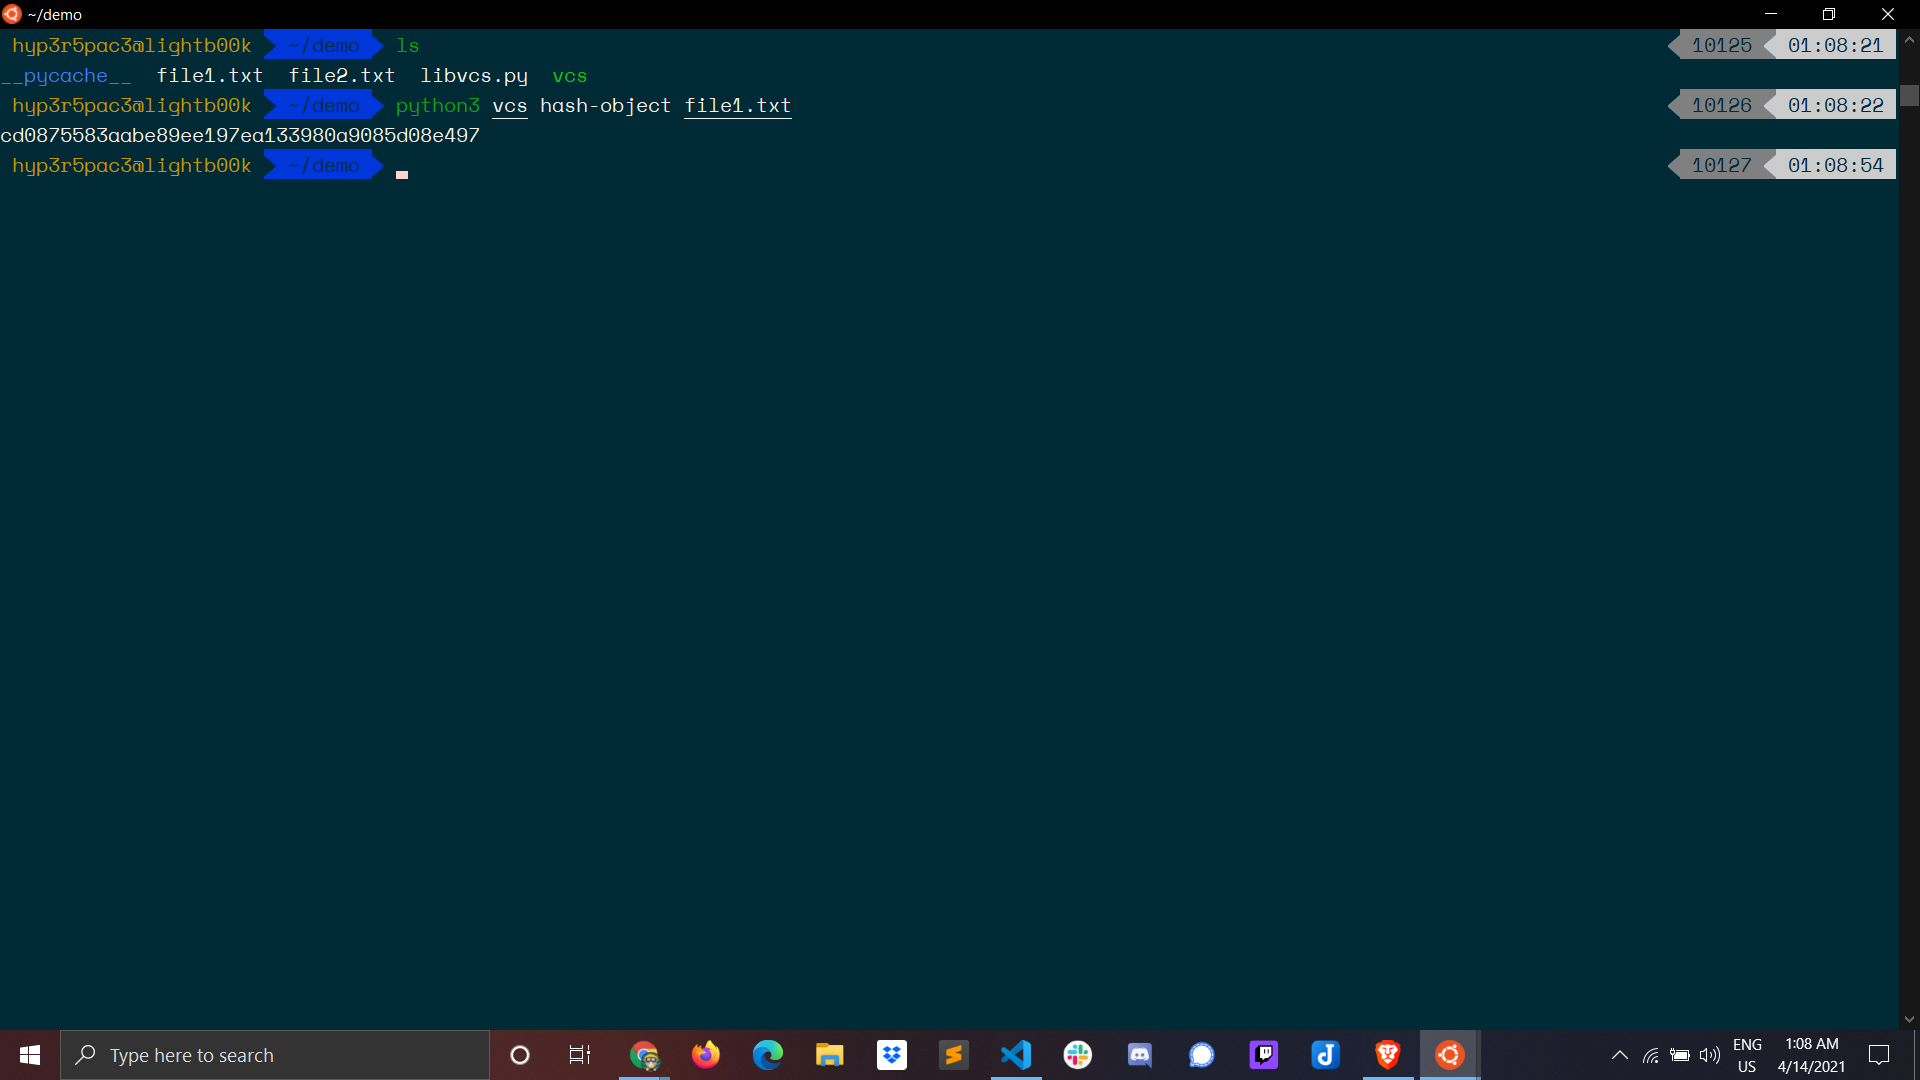 ~/demo
hyp3r5pac3@lightb00k ~/demo ls 10125 01:08:21
__pycache__ file1.txt file2.txt libvcs.py vcs
hyp3r5pac3@lightb00k ~/demo python3 vcs hash-object file1.txt 10126 01:08:22
cd0875583aabe89ee197ea133980a9085d08e497
hyp3r5pac3@lightb00k ~/demo 10127 01:08:54
Type here to search
ENG
US
1:08 AM
4/14/2021